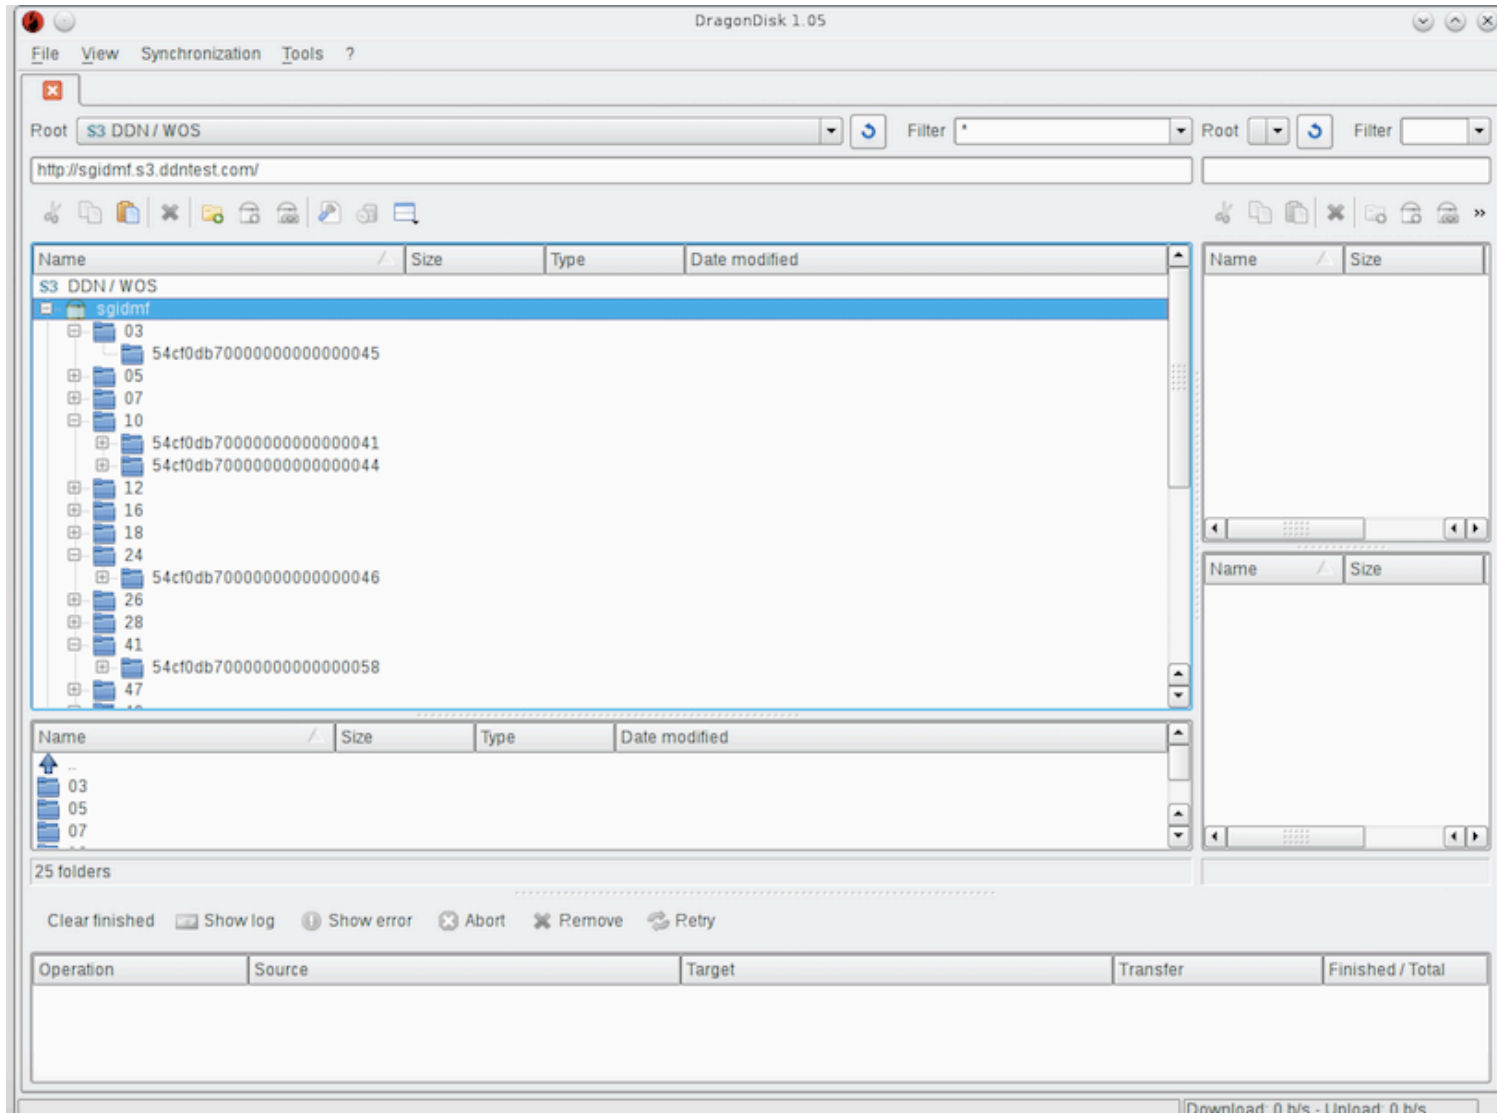 DragonDisk 1.05
File View Synchronization Tools ?
Root S3 DDN / WOS Filter * Root Filter
http://sgidmf.s3.ddntest.com/
Name Size Type Date modified Name Size
S3 DDN / WOS
sgidmf
03
54cf0db70000000000000045
05
07
10
54cf0db70000000000000041
54cf0db70000000000000044
12
16
18
24
54cf0db70000000000000046
Name Size
26
28
41
54cf0db70000000000000058
47
Name Size Type Date modified
..
03
05
07
25 folders
Clear finished Show log Show error Abort Remove Retry
Operation Source Target Transfer Finished / Total
Download: 0 b/s - Upload: 0 b/s